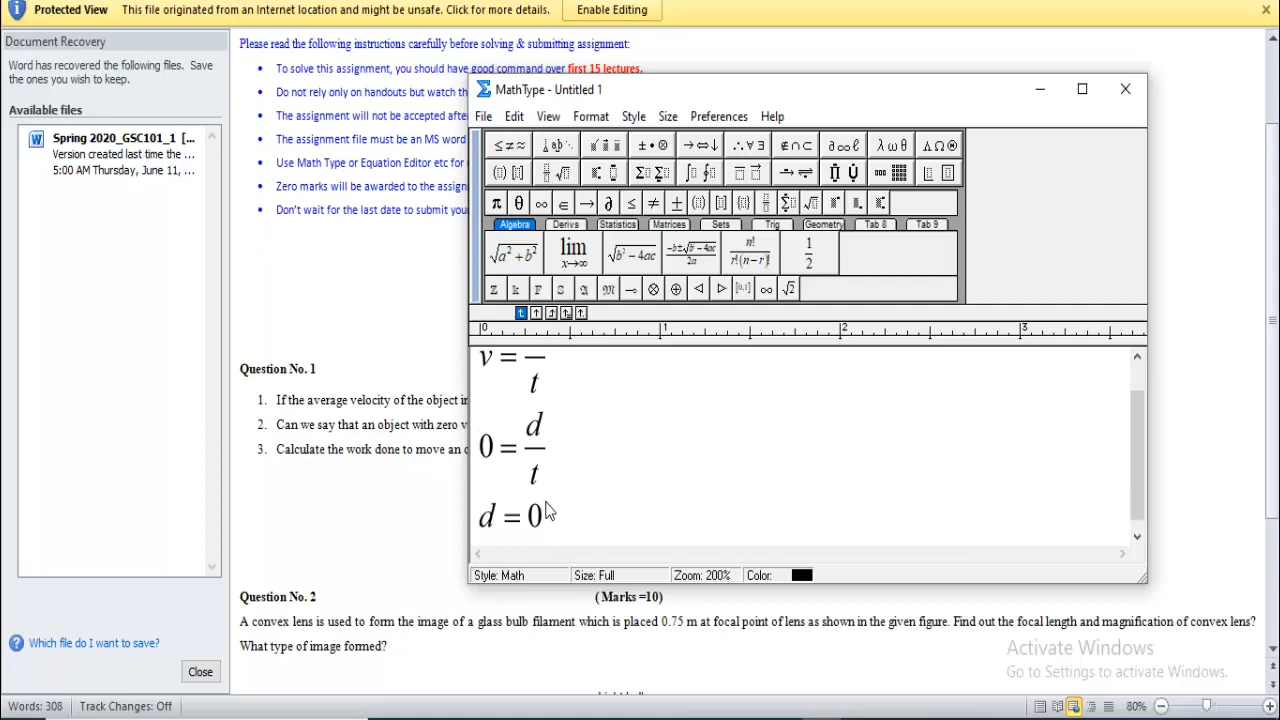 Protected View This file originated from an Internet location and might be unsafe. Click for more details. Enable Editing
Document Recovery
Word has recovered the following files. Save
the ones you wish to keep.
Available files
Spring 2020_GSC101_1 [...
Version created last time the ...
5:00 AM Thursday, June 11, ...
Which file do I want to save?
Close
Please read the following instructions carefully before solving & submitting assignment:
• To solve this assignment, you should have good command over first 15 lectures.
• Do not rely only on handouts but watch th
• The assignment will not be accepted afte
• The assignment file must be an MS word
• Use Math Type or Equation Editor etc for
• Zero marks will be awarded to the assign
• Don't wait for the last date to submit you
Question No. 1
1. If the average velocity of the object i
2. Can we say that an object with zero v
3. Calculate the work done to move an o
MathType - Untitled 1
File Edit View Format Style Size Preferences Help
≤ ≠ ≈ ± • ⊗ → ⇔ ↓ ∴ ∀ ∃ ∉ ∩ ⊂ ∂ ∞ ℓ λ ω θ Δ Ω ⊛
π θ ∞ ∈ → ∂ ≤ ≠ ±
Algebra Derivs Statistics Matrices Sets Trig Geometry Tab 8 Tab 9
√a² + b² lim x→∞ √b² − 4ac −b±√b² − 4ac / 2a n! / r!(n−r)! 1/2
0 1 2 3
v = —
t
0 = d / t
d = 0
Style: Math Size: Full Zoom: 200% Color:
Question No. 2 ( Marks =10)
A convex lens is used to form the image of a glass bulb filament which is placed 0.75 m at focal point of lens as shown in the given figure. Find out the focal length and magnification of convex lens?
What type of image formed?
Activate Windows
Go to Settings to activate Windows.
Words: 308 Track Changes: Off 80%